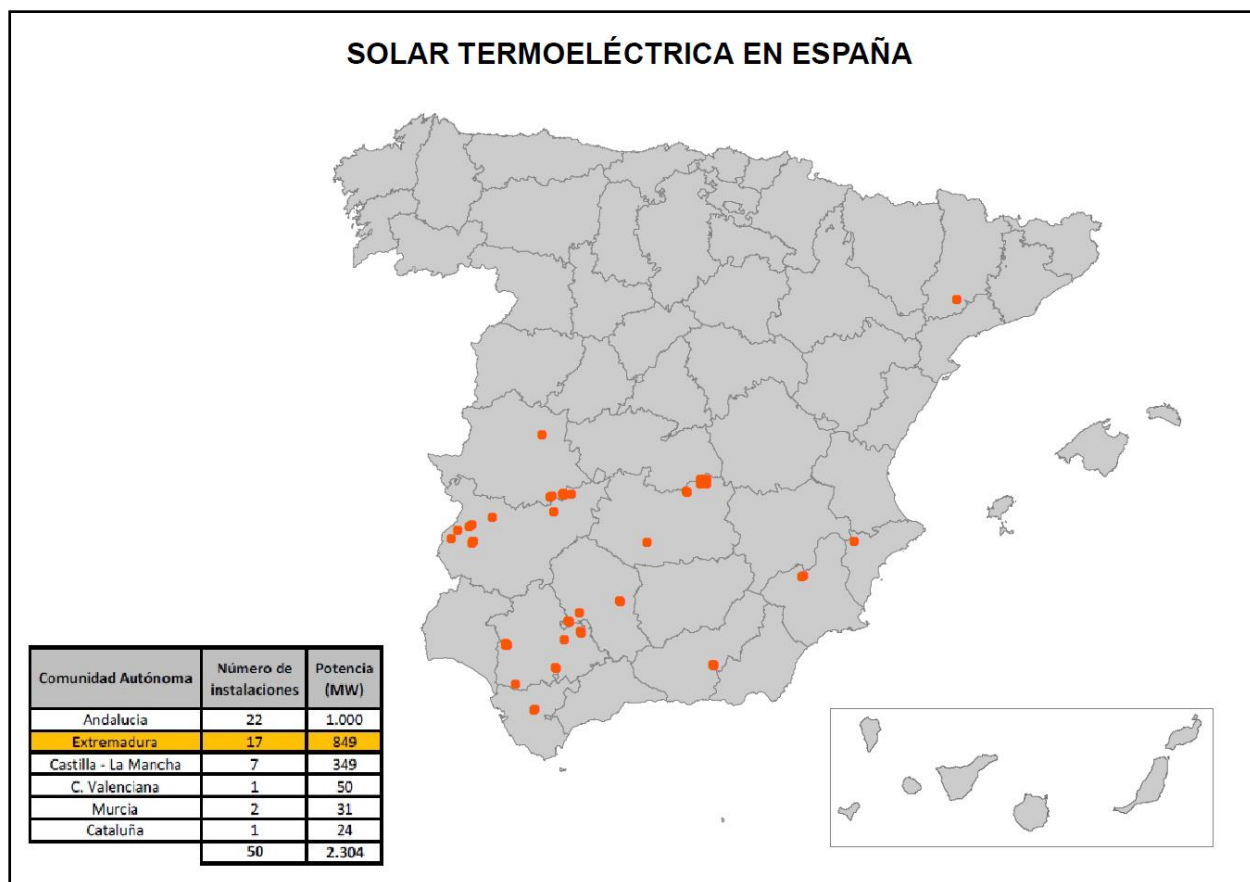 SOLAR TERMOELÉCTRICA EN ESPAÑA
Comunidad Autónoma Número de instalaciones Potencia (MW)
Andalucia 22 1.000
Extremadura 17 849
Castilla - La Mancha 7 349
C. Valenciana 1 50
Murcia 2 31
Cataluña 1 24
50 2.304